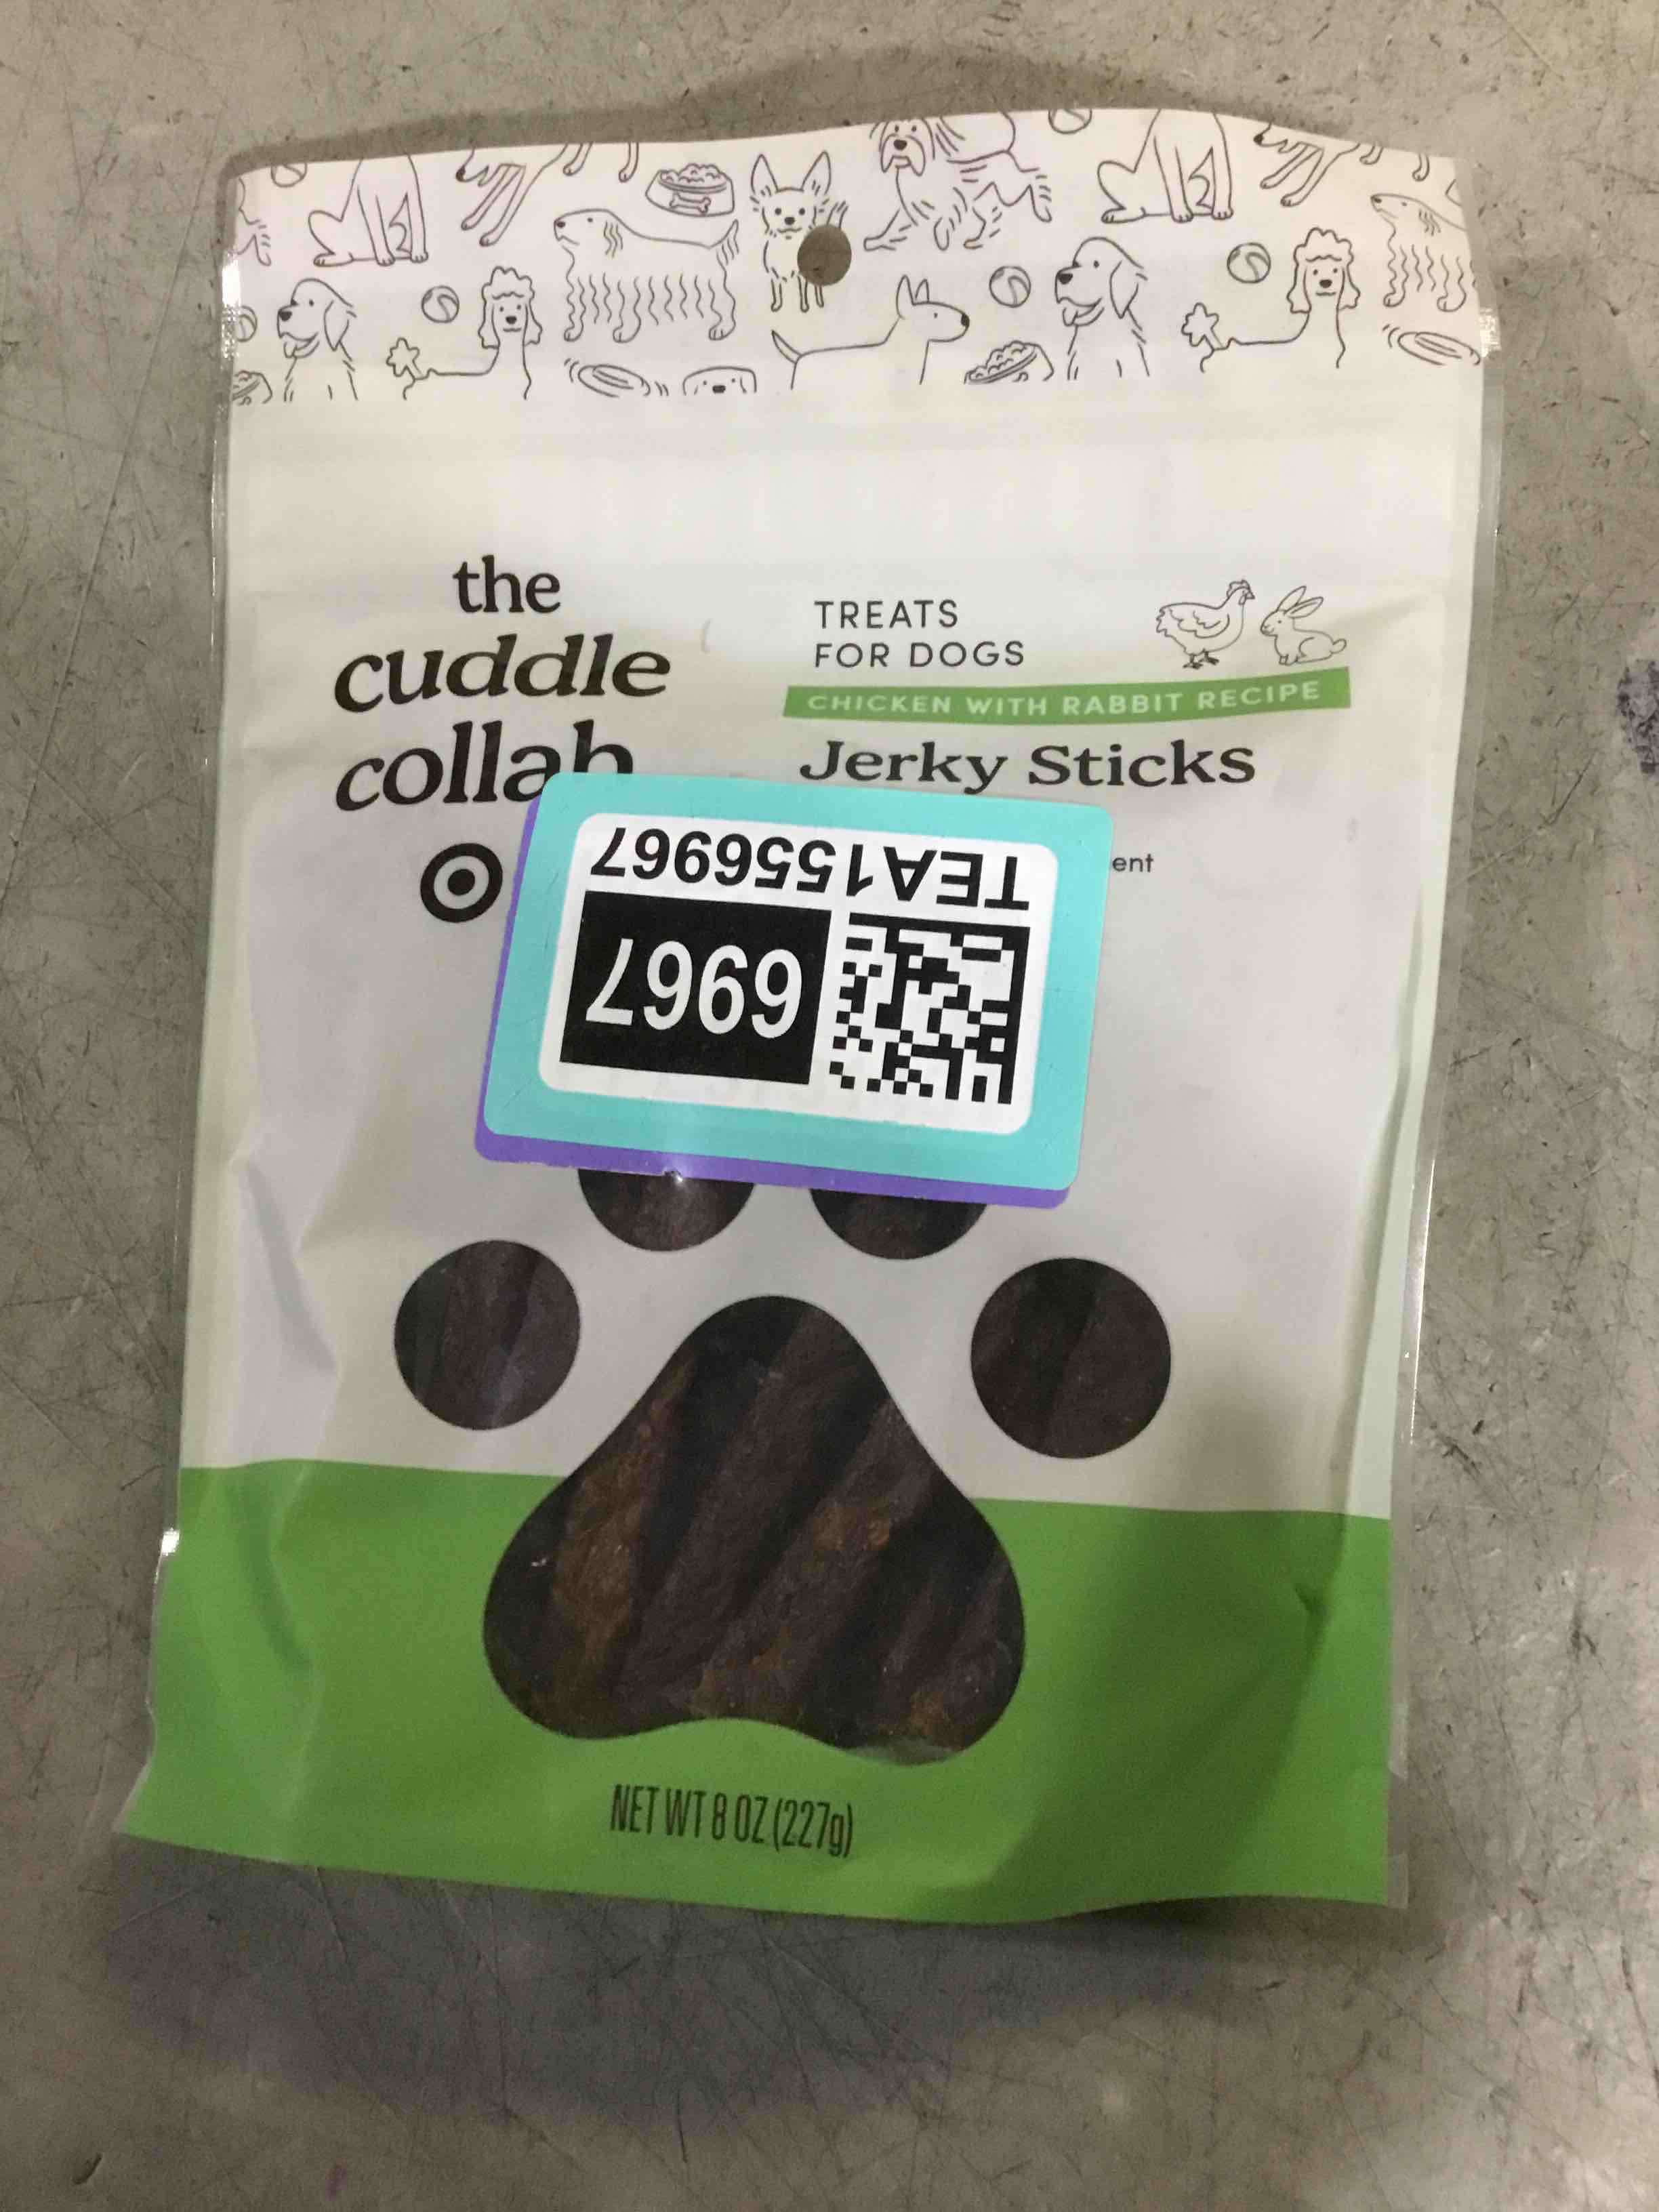 the
cuddle
collab
TREATS
FOR DOGS
CHICKEN WITH RABBIT RECIPE
Jerky Sticks
TEA1556967
6967
NET WT 8 OZ (227g)